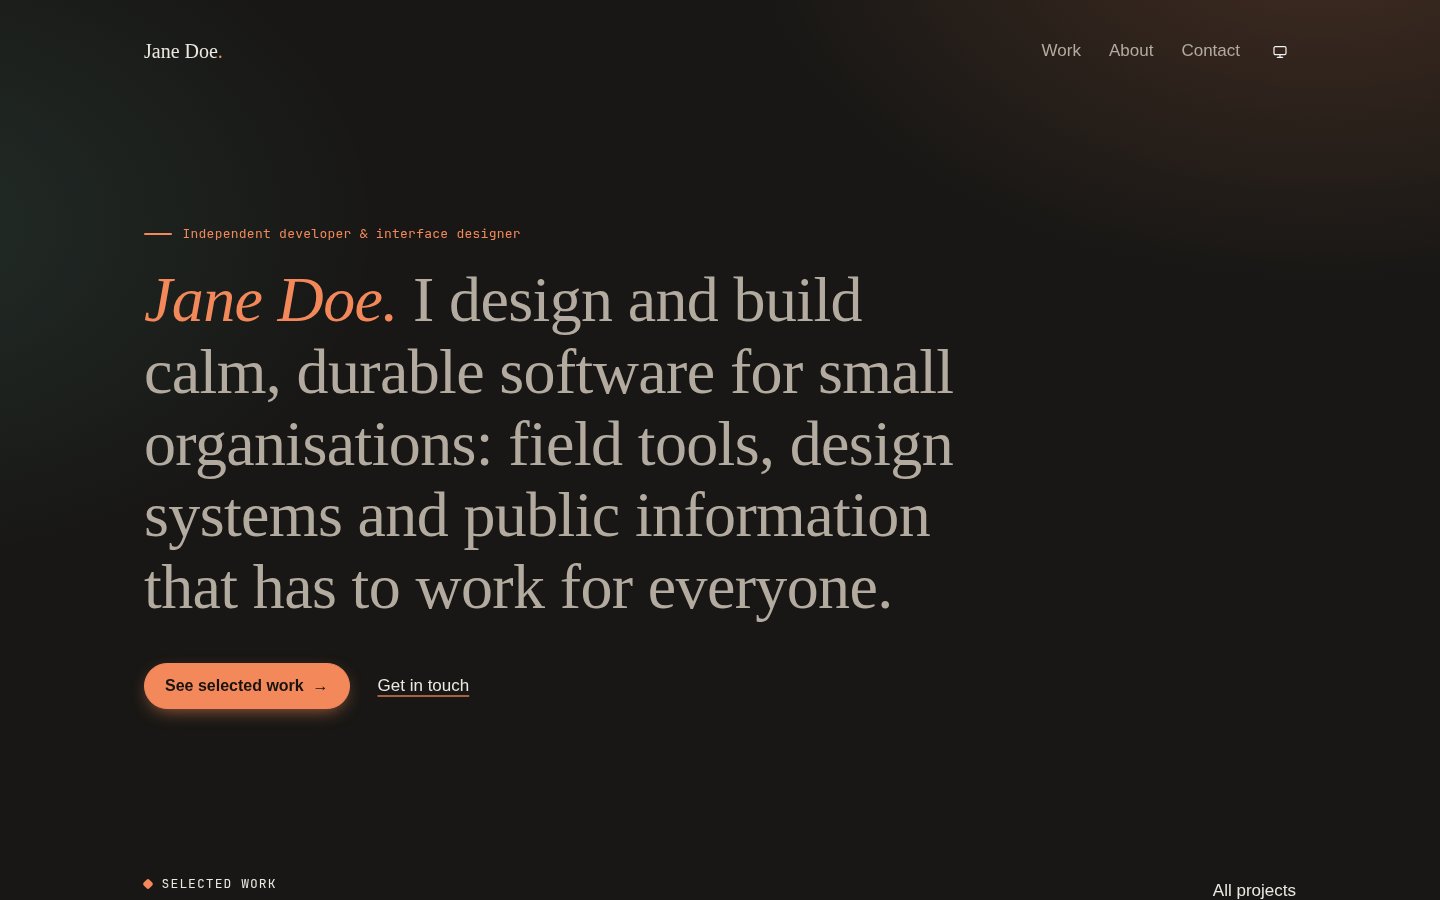 Jane Doe.
Work About Contact
Independent developer & interface designer
Jane Doe. I design and build
calm, durable software for small
organisations: field tools, design
systems and public information
that has to work for everyone.
See selected work →
Get in touch
SELECTED WORK
All projects